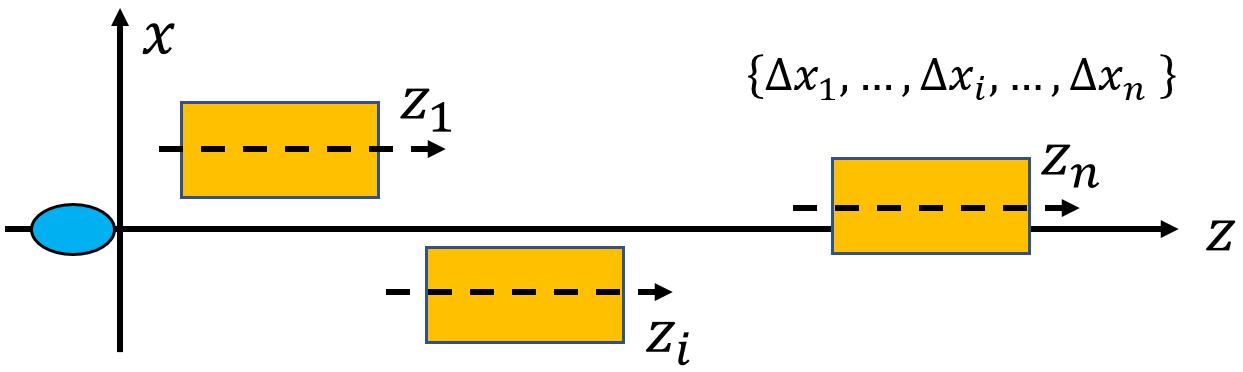 x
{Δx₁, … , Δxᵢ, … , Δxₙ }
z₁
zₙ
z
zᵢ